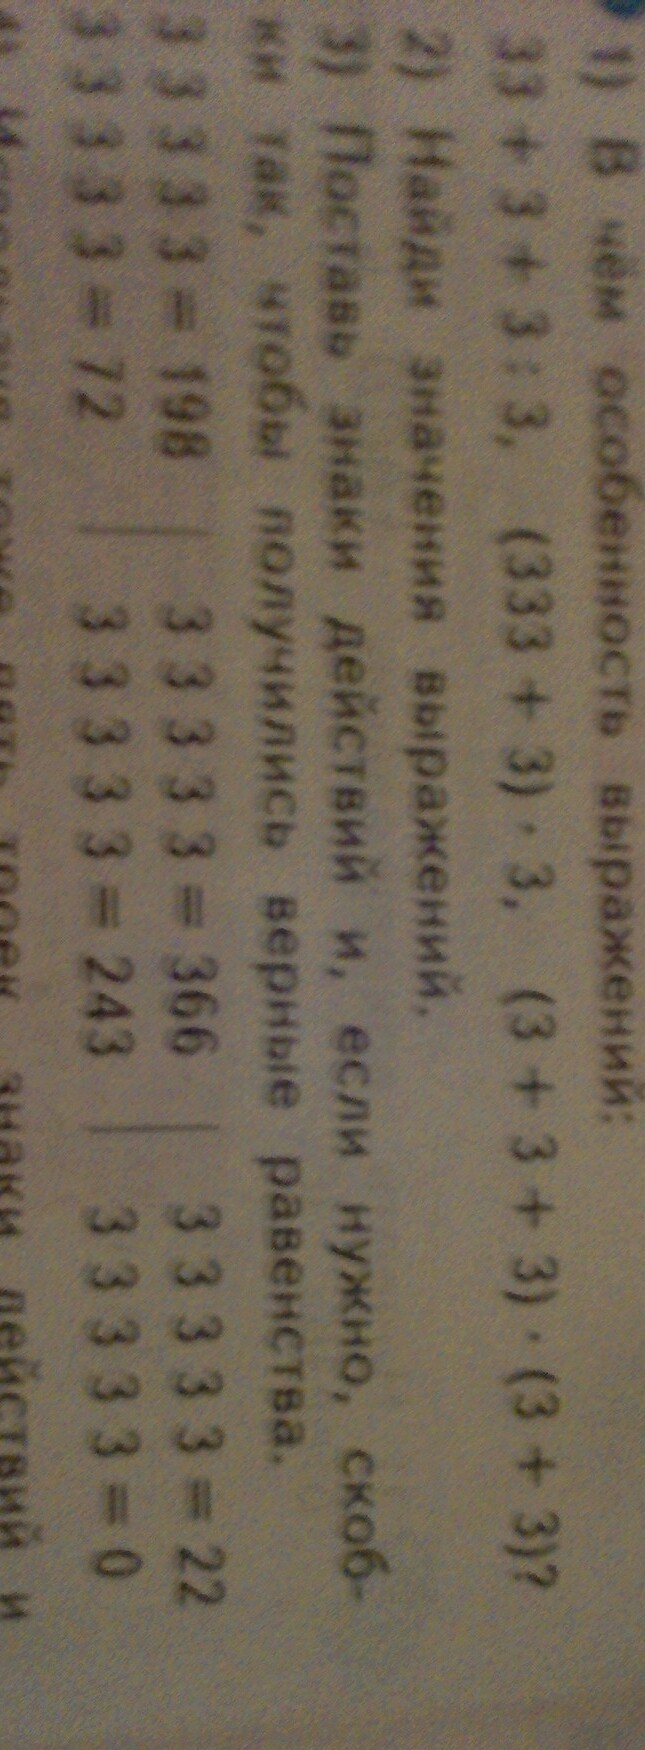 1) В чём особенность выражений:
33 + 3 + 3 : 3, (333 + 3) · 3, (3 + 3 + 3) · (3 + 3)?
2) Найди значения выражений.
3) Поставь знаки действий и, если нужно, скоб-
ки так, чтобы получились верные равенства.
3 3 3 3 3 = 198 3 3 3 3 3 = 366 3 3 3 3 3 = 22
3 3 3 3 3 = 72 3 3 3 3 3 = 243 3 3 3 3 3 = 0
троек знаки действий и